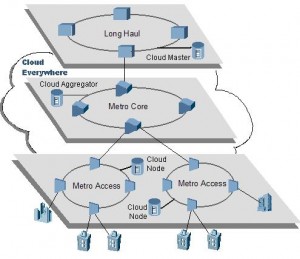 Long Haul
Cloud Master
Cloud
Everywhere
Cloud Aggregator
Metro Core
Cloud
Node
Metro Access
Metro Access
Cloud
Node